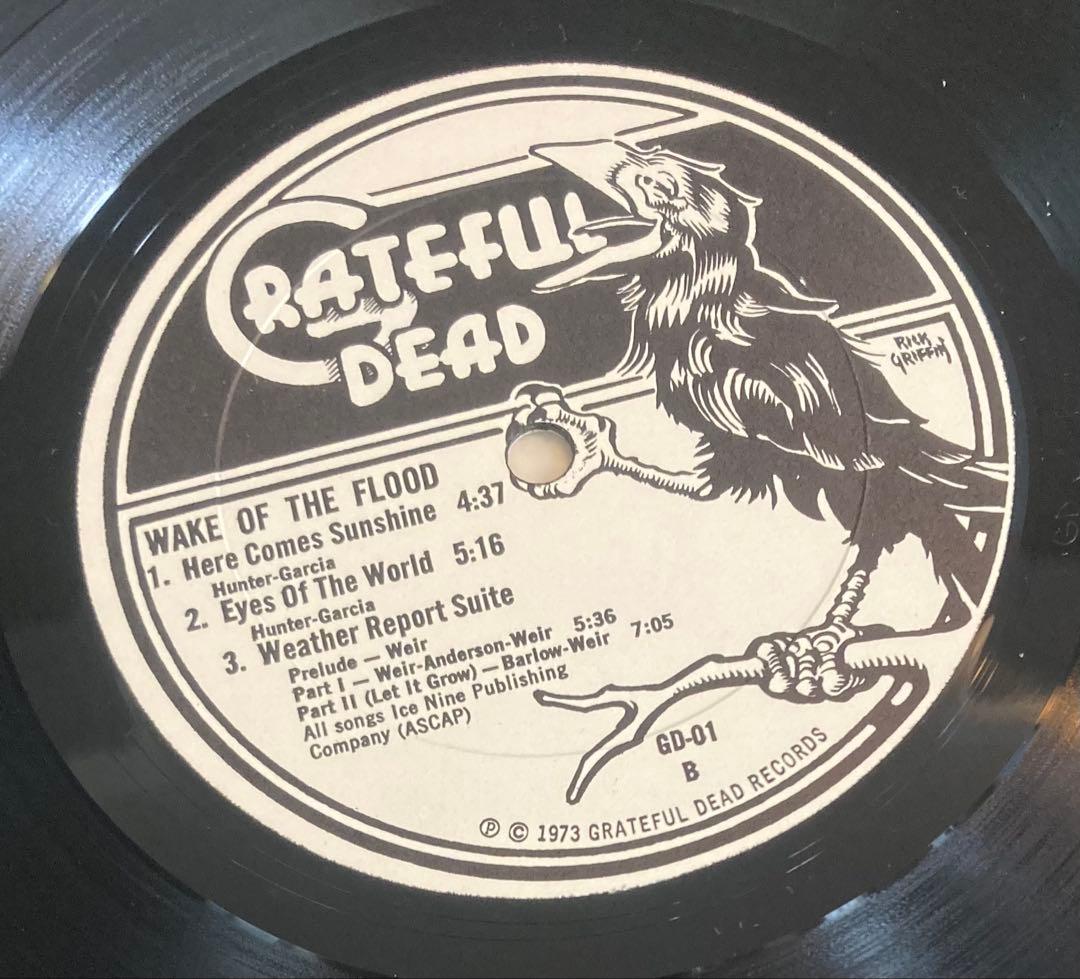 GRATEFUL
DEAD
RICK
GRIFFIN
WAKE OF THE FLOOD
1. Here Comes Sunshine 4:37
Hunter-Garcia
2. Eyes Of The World 5:16
Hunter-Garcia
3. Weather Report Suite
Prelude — Weir
Part I — Weir-Anderson-Weir 5:36
Part II (Let It Grow) — Barlow-Weir 7:05
All songs Ice Nine Publishing
Company (ASCAP)
GD-01
B
Ⓟ © 1973 GRATEFUL DEAD RECORDS